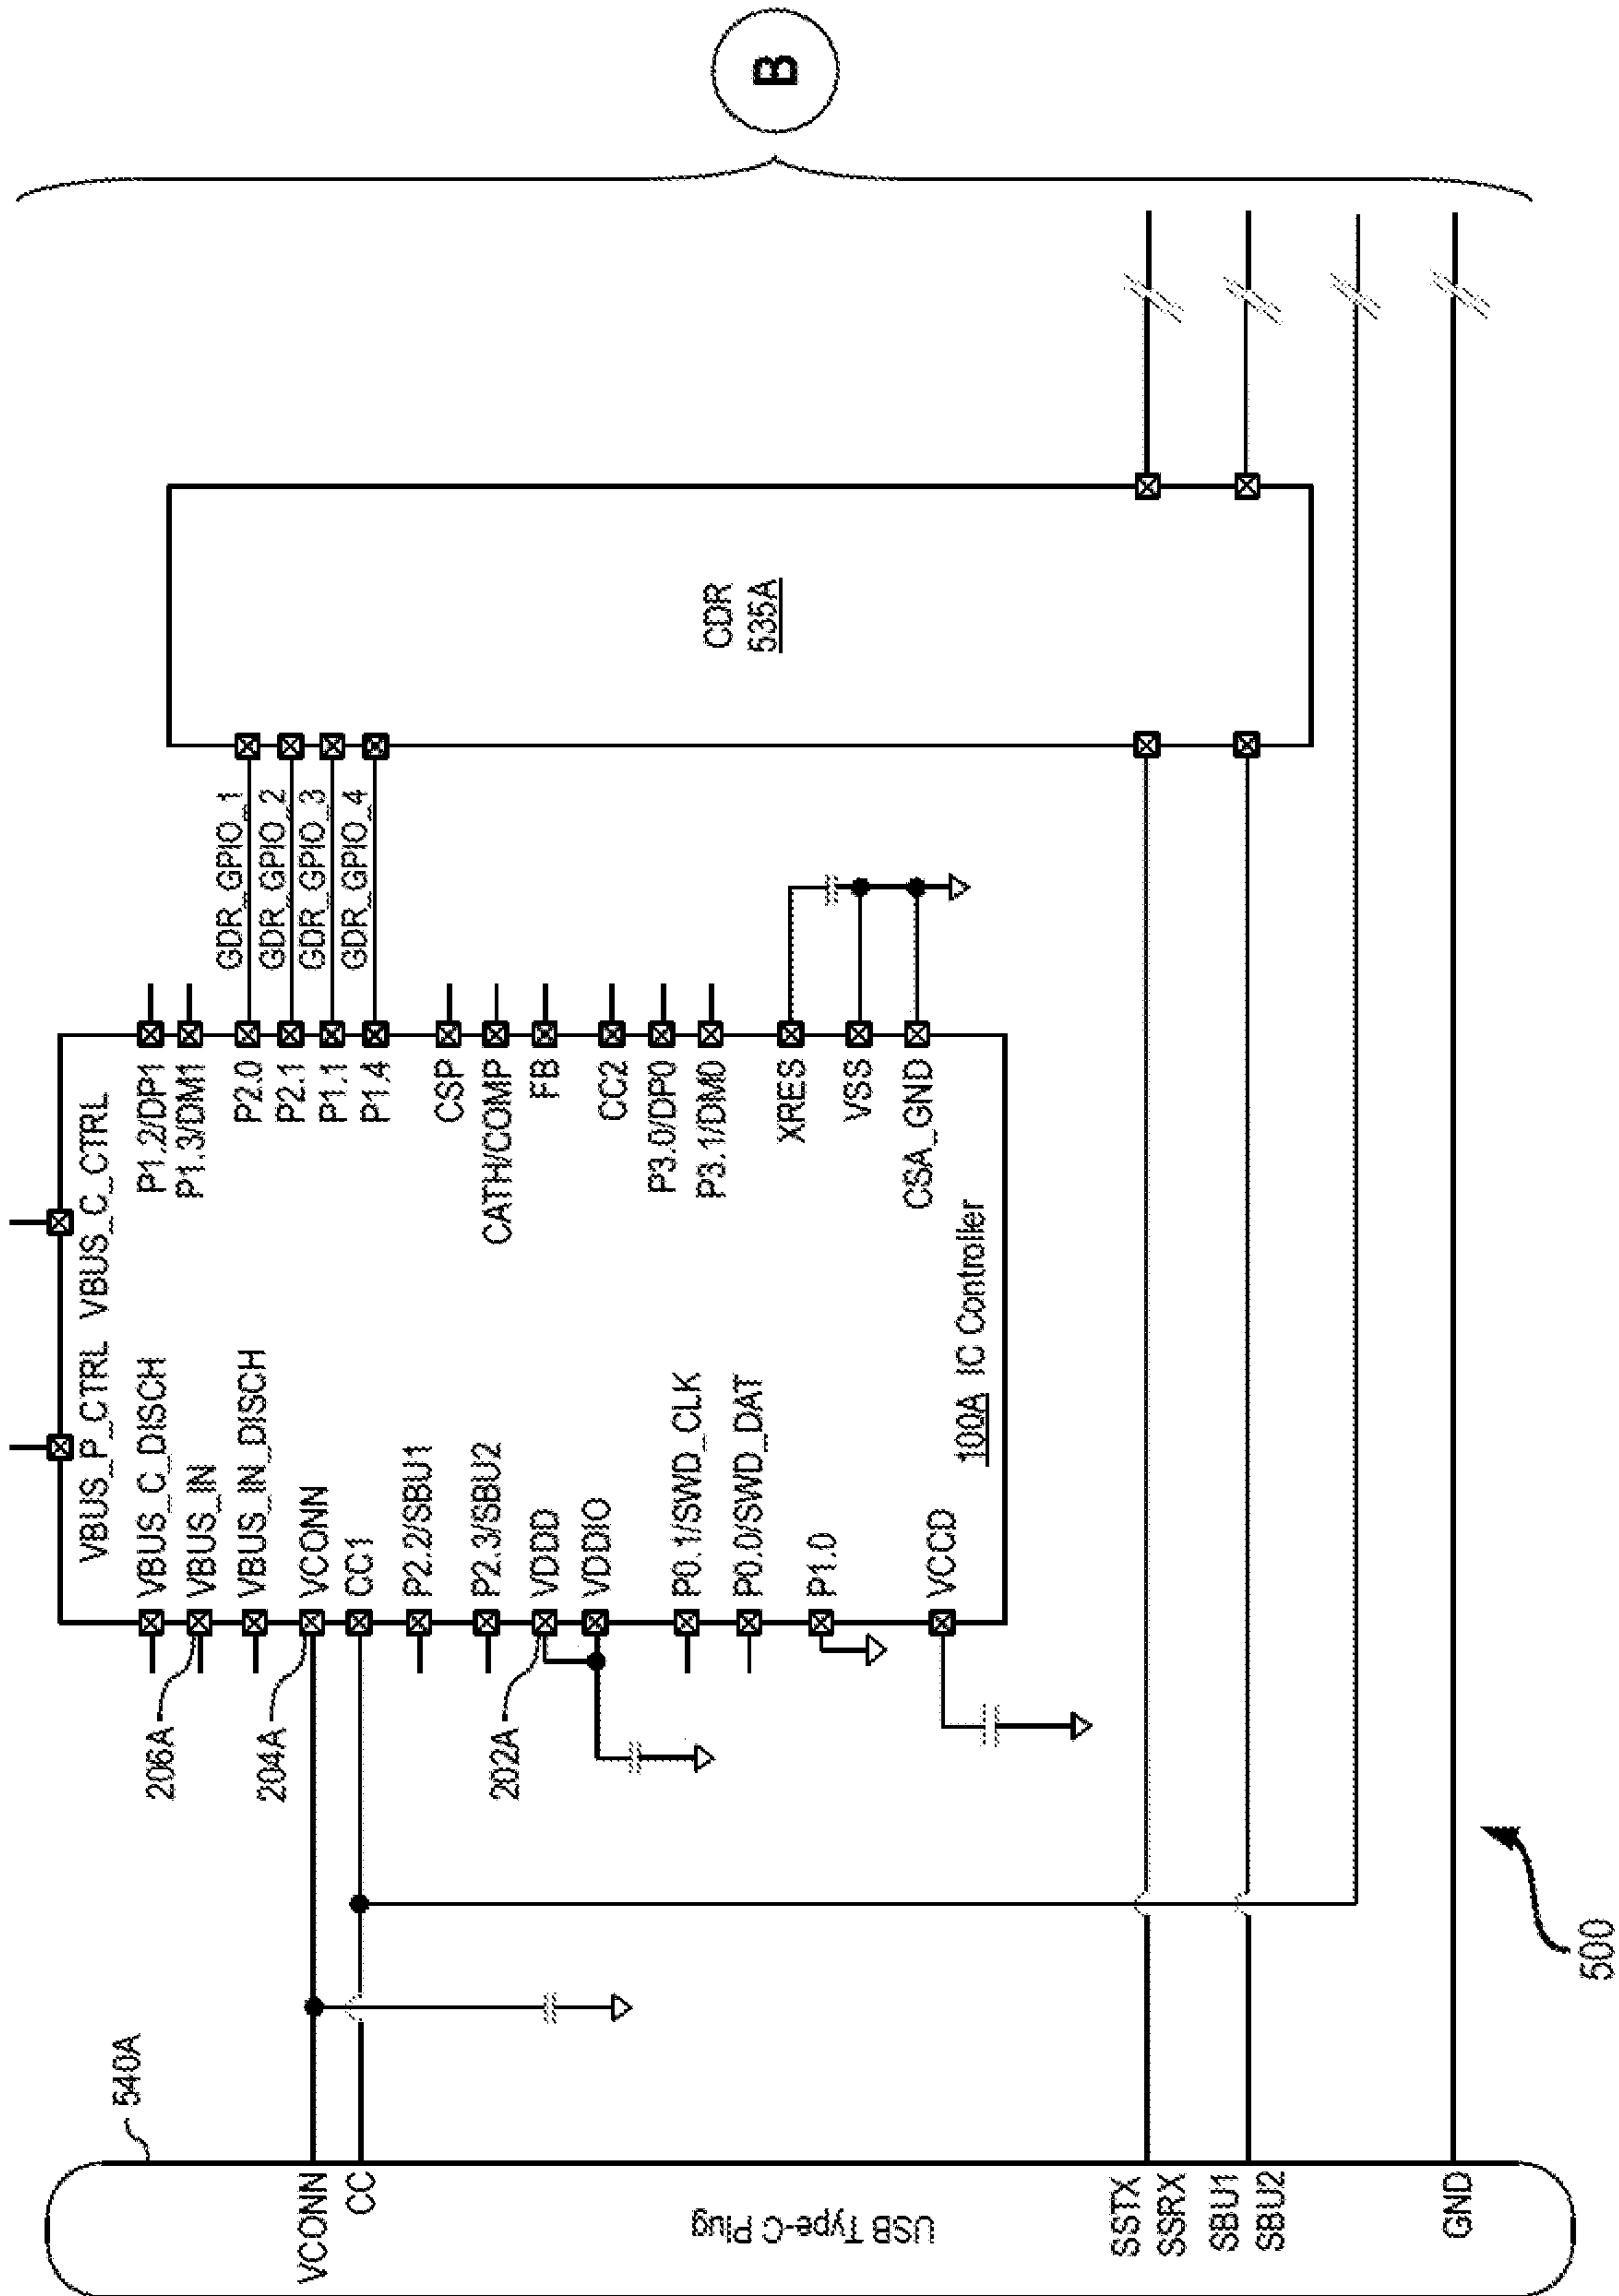 540A
USB Type-C Plug
VCONN
CC
SSTX
SSRX
SBU1
SBU2
GND
206A
204A
202A
VBUS_P_CTRL VBUS_C_CTRL
VBUS_C_DISCH
VBUS_IN
VBUS_IN_DISCH
VCONN
CC1
P2.2/SBU1
P2.3/SBU2
VDDD
VDDIO
P0.1/SWD_CLK
P0.0/SWD_DAT
P1.0
VCCD
P1.2/DP1
P1.3/DM1
P2.0
P2.1
P1.1
P1.4
CSP
CATH/COMP
FB
CC2
P3.0/DP0
P3.1/DM0
XRES
VSS
CSA_GND
100A IC Controller
GDR_GPIO_1
GDR_GPIO_2
GDR_GPIO_3
GDR_GPIO_4
CDR
535A
B
500